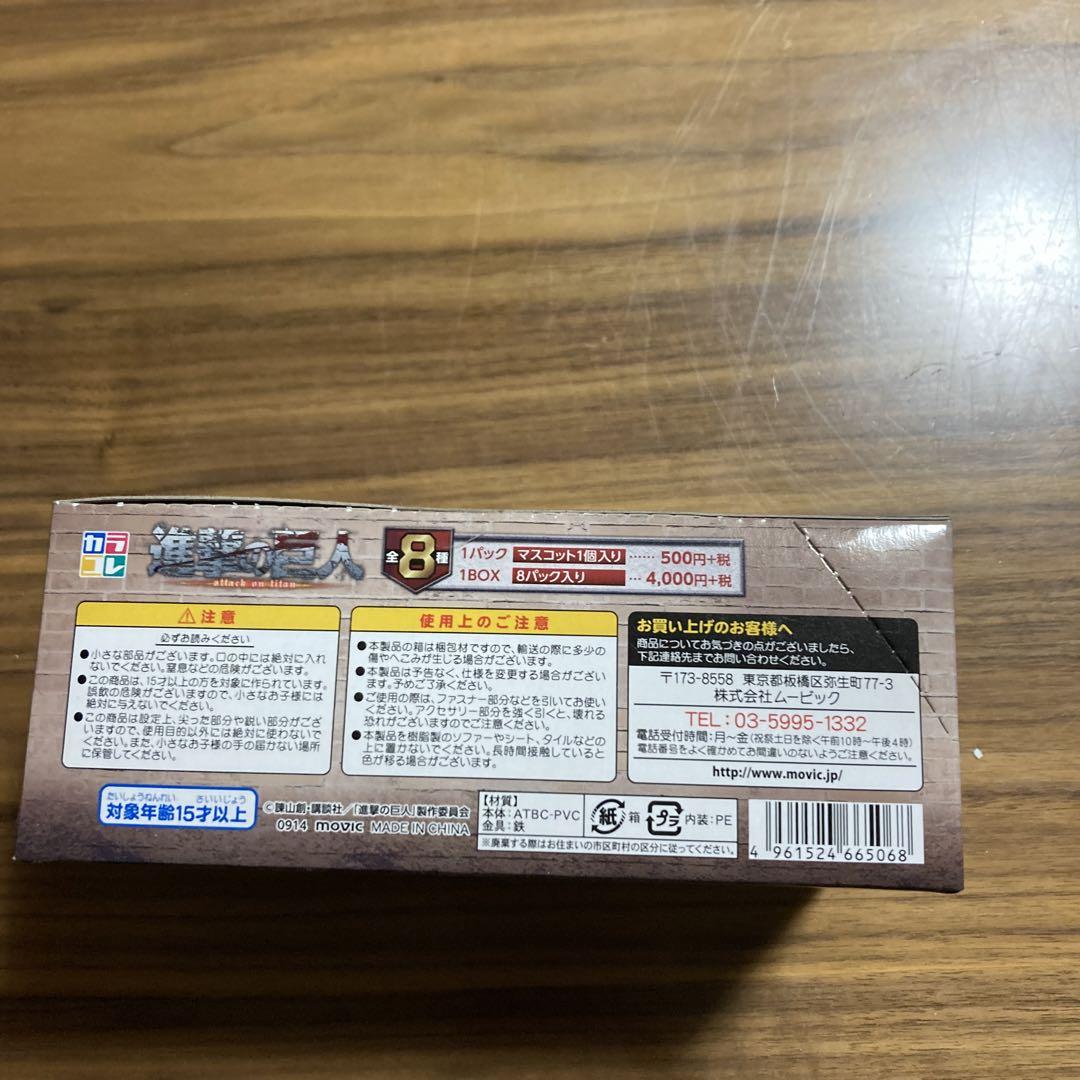 カラコレ
進撃の巨人
attack on titan
全8種
1パック マスコット1個入り …… 500円+税
1BOX 8パック入り … 4,000円+税
⚠注意
必ずお読みください
●小さな部品がございます。口の中には絶対に入れ
ないでください。窒息などの危険がございます。
●この商品は、15才以上の方を対象に作られています。
誤飲の危険がございますので、小さなお子様には
絶対に与えないでください。
●この商品は設定上、尖った部分や鋭い部分がござ
いますので、使用目的以外には絶対に使わないで
ください。また、小さなお子様の手の届かない場所
に保管してください。
使用上のご注意
●本製品の箱は梱包材ですので、輸送の際に多少の
傷やへこみが生じる場合がございます。
●本製品は予告なく、仕様を変更する場合がござい
ます。予めご了承ください。
●ご使用の際は、ファスナー部分などを引いてお使い
ください。アクセサリー部分を強く引くと、壊れる
恐れがございますのでご注意ください。
●本製品を樹脂製のソファーやシート、タイルなどの
上に置かないでください。長時間接触していると
色が移る場合がございます。
お買い上げのお客様へ
商品についてお気づきの点がございましたら、
下記連絡先までお問い合わせください。
〒173-8558 東京都板橋区弥生町77-3
株式会社ムービック
TEL:03-5995-1332
電話受付時間:月〜金(祝祭土日を除く午前10時〜午後4時)
電話番号をよく確かめてお間違いのないようご注意ください。
http://www.movic.jp/
たいしょうねんれい さいいじょう
対象年齢15才以上
©諫山創・講談社/「進撃の巨人」製作委員会
0914 movic MADE IN CHINA
【材質】
本体:ATBC-PVC
金具:鉄
紙 箱 プラ 内装:PE
※廃棄する際はお住まいの市区町村の区分に従ってください。
4 961524 665068